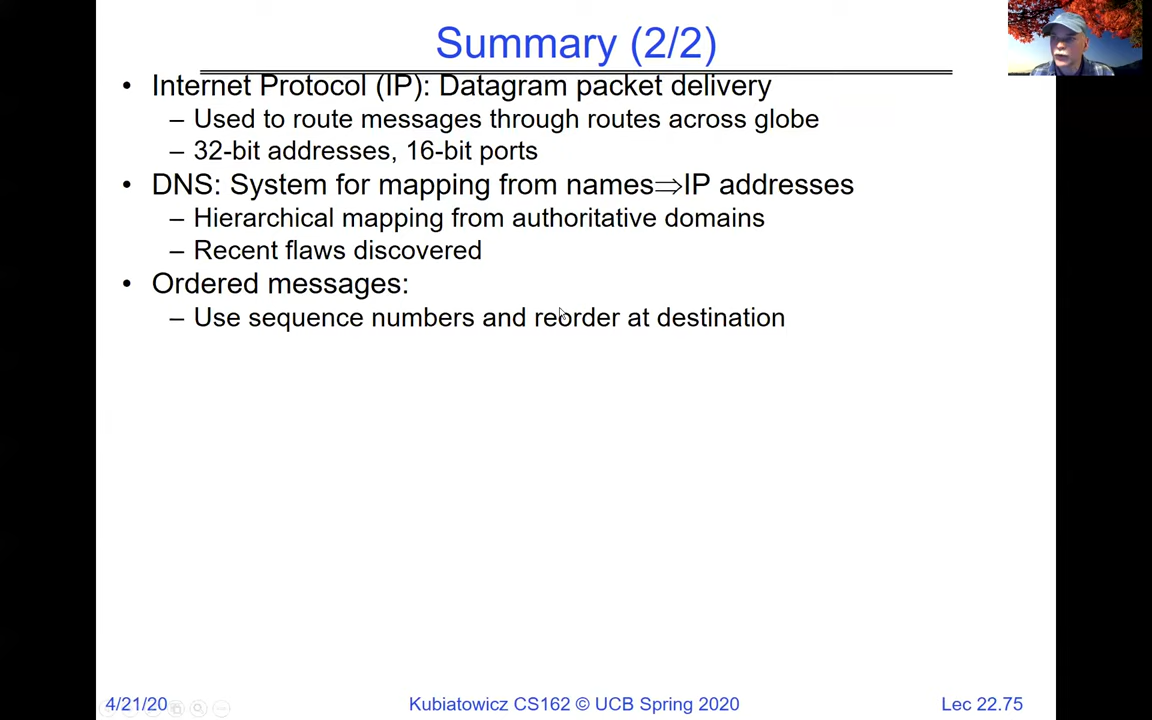 Summary (2/2)
• Internet Protocol (IP): Datagram packet delivery
– Used to route messages through routes across globe
– 32-bit addresses, 16-bit ports
• DNS: System for mapping from names⇒IP addresses
– Hierarchical mapping from authoritative domains
– Recent flaws discovered
• Ordered messages:
– Use sequence numbers and reorder at destination
4/21/20 Kubiatowicz CS162 © UCB Spring 2020 Lec 22.75